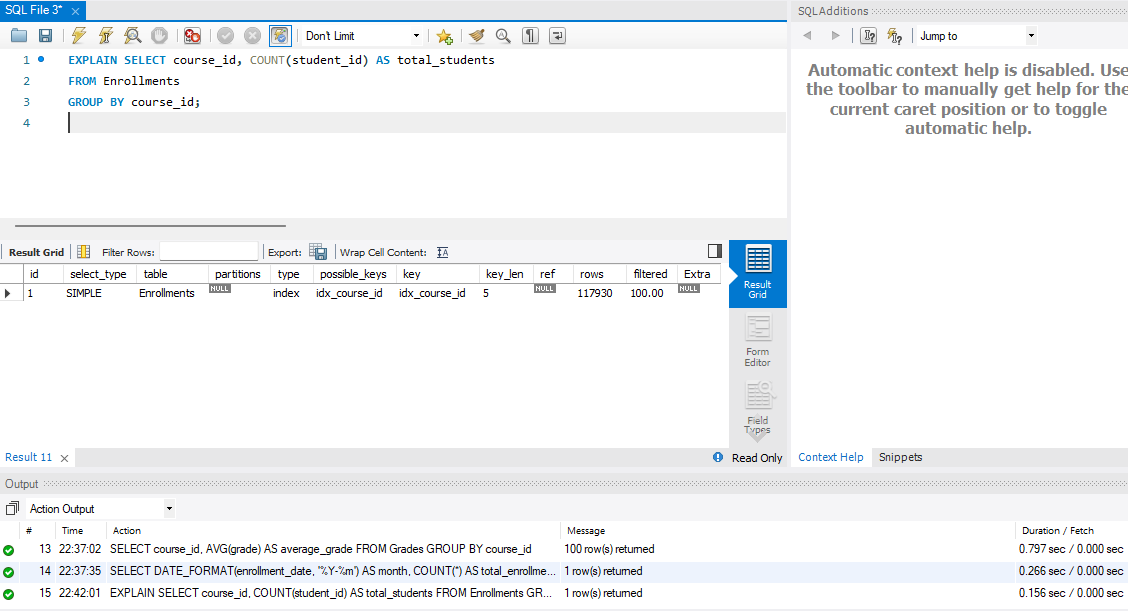 SQL File 3*
SQLAdditions
Don't Limit
Jump to
1 EXPLAIN SELECT course_id, COUNT(student_id) AS total_students
2 FROM Enrollments
3 GROUP BY course_id;
4
Automatic context help is disabled. Use
the toolbar to manually get help for the
current caret position or to toggle
automatic help.
Result Grid Filter Rows: Export: Wrap Cell Content:
id select_type table partitions type possible_keys key key_len ref rows filtered Extra
1 SIMPLE Enrollments NULL index idx_course_id idx_course_id 5 NULL 117930 100.00 NULL
Result
Grid
Form
Editor
Field
Types
Result 11
Read Only
Context Help Snippets
Output
Action Output
# Time Action Message Duration / Fetch
13 22:37:02 SELECT course_id, AVG(grade) AS average_grade FROM Grades GROUP BY course_id 100 row(s) returned 0.797 sec / 0.000 sec
14 22:37:35 SELECT DATE_FORMAT(enrollment_date, '%Y-%m') AS month, COUNT(*) AS total_enrollme... 1 row(s) returned 0.266 sec / 0.000 sec
15 22:42:01 EXPLAIN SELECT course_id, COUNT(student_id) AS total_students FROM Enrollments GR... 1 row(s) returned 0.156 sec / 0.000 sec